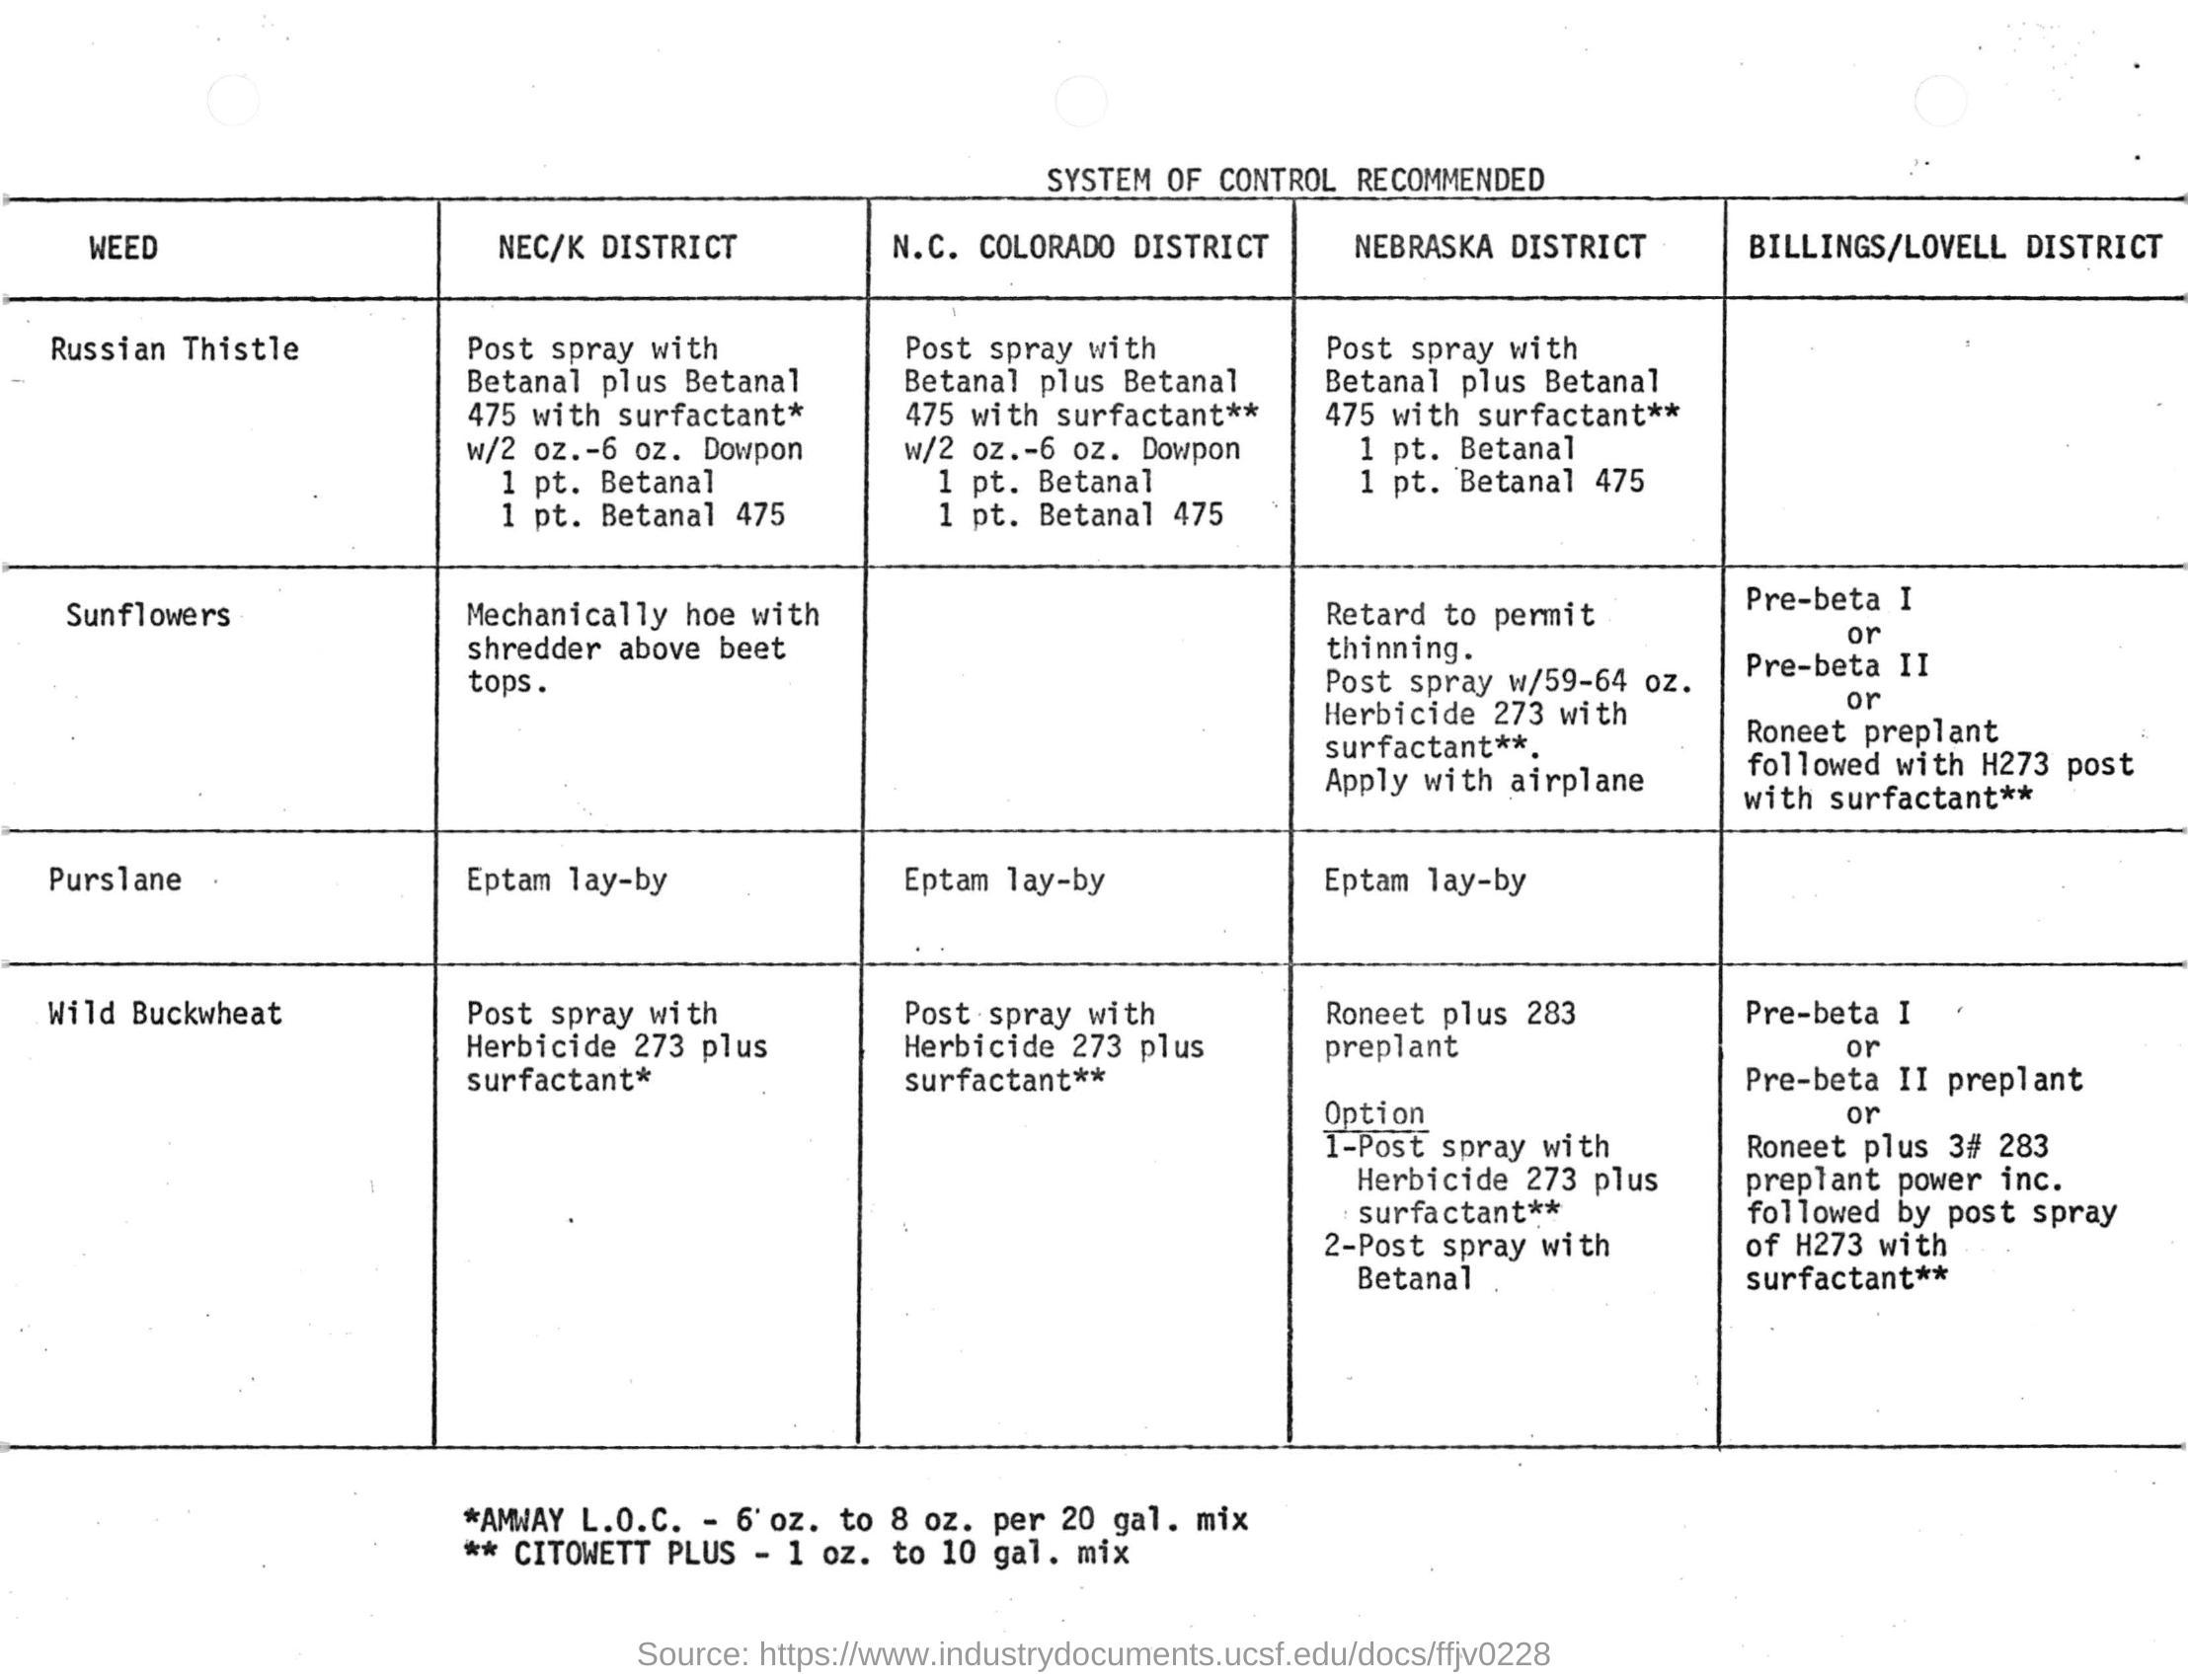 SYSTEM OF CONTROL RECOMMENDED
WEED
NEC/K DISTRICT
N.C. COLORADO DISTRICT
NEBRASKA DISTRICT
BILLINGS/LOVELL DISTRICT
Russian Thistle
Post spray with
Betanal plus Betanal
475 with surfactant*
w/2 oz.-6 oz. Dowpon
1 pt. Betanal
1 pt. Betanal 475
Post spray with
Betanal plus Betanal
475 with surfactant**
w/2 oz.-6 oz. Dowpon
1 pt. Betanal
1 pt. Betanal 475
Post spray with
Betanal plus Betanal
475 with surfactant**
1 pt. Betanal
1 pt. Betanal 475
Sunflowers
Mechanically hoe with
shredder above beet
tops.
Retard to permit
thinning.
Post spray w/59-64 oz.
Herbicide 273 with
surfactant**.
Apply with airplane
Pre-beta I
or
Pre-beta II
or
Roneet preplant
followed with H273 post
with surfactant**
Purslane
Eptam lay-by
Eptam lay-by
Eptam lay-by
Wild Buckwheat
Post spray with
Herbicide 273 plus
surfactant*
Post spray with
Herbicide 273 plus
surfactant**
Roneet plus 283
preplant
Option
1-Post spray with
Herbicide 273 plus
surfactant**
2-Post spray with
Betanal
Pre-beta I
or
Pre-beta II preplant
or
Roneet plus 3# 283
preplant power inc.
followed by post spray
of H273 with
surfactant**
*AMWAY L.O.C. - 6 oz. to 8 oz. per 20 gal. mix
** CITOWETT PLUS - 1 oz. to 10 gal. mix
Source: https://www.industrydocuments.ucsf.edu/docs/ffjv0228